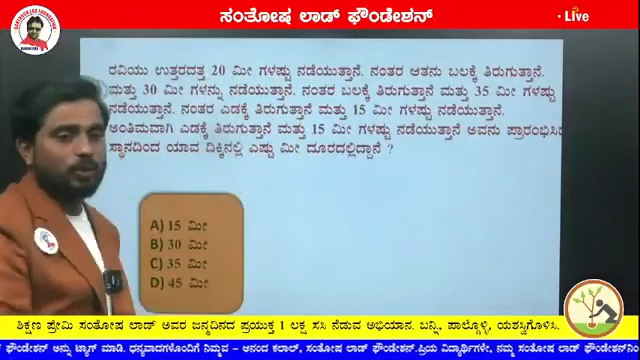 ಸಂತೋಷ ಲಾಡ್ ಫೌಂಡೇಶನ್
Live
ರವಿಯು ಉತ್ತರದತ್ತ 20 ಮೀ ಗಳಷ್ಟು ನಡೆಯುತ್ತಾನೆ. ನಂತರ ಆತನು ಬಲಕ್ಕೆ ತಿರುಗುತ್ತಾನೆ.
ಮತ್ತು 30 ಮೀ ಗಳನ್ನು ನಡೆಯುತ್ತಾನೆ. ನಂತರ ಬಲಕ್ಕೆ ತಿರುಗುತ್ತಾನೆ ಮತ್ತು 35 ಮೀ ಗಳಷ್ಟು
ನಡೆಯುತ್ತಾನೆ. ನಂತರ ಎಡಕ್ಕೆ ತಿರುಗುತ್ತಾನೆ ಮತ್ತು 15 ಮೀ ಗಳಷ್ಟು ನಡೆಯುತ್ತಾನೆ.
ಅಂತಿಮವಾಗಿ ಎಡಕ್ಕೆ ತಿರುಗುತ್ತಾನೆ ಮತ್ತು 15 ಮೀ ಗಳಷ್ಟು ನಡೆಯುತ್ತಾನೆ ಅವನು ಪ್ರಾರಂಭಿಸಿದ
ಸ್ಥಾನದಿಂದ ಯಾವ ದಿಕ್ಕಿನಲ್ಲಿ ಎಷ್ಟು ಮೀ ದೂರದಲ್ಲಿದ್ದಾನೆ ?
A) 15 ಮೀ
B) 30 ಮೀ
C) 35 ಮೀ
D) 45 ಮೀ
ಶಿಕ್ಷಣ ಪ್ರೇಮಿ ಸಂತೋಷ ಲಾಡ್ ಅವರ ಜನ್ಮದಿನದ ಪ್ರಯುಕ್ತ 1 ಲಕ್ಷ ಸಸಿ ನೆಡುವ ಅಭಿಯಾನ. ಬನ್ನಿ, ಪಾಲ್ಗೊಳ್ಳಿ, ಯಶಸ್ವಿಗೊಳಿಸಿ.
ಫೌಂಡೇಶನ್ ಅನ್ನು ಟ್ಯಾಗ್ ಮಾಡಿ. ಧನ್ಯವಾದಗಳೊಂದಿಗೆ ನಿಮ್ಮವ - ಆನಂದ ಕಲಾಲ್, ಸಂತೋಷ ಲಾಡ್ ಫೌಂಡೇಶನ್.ಪ್ರಿಯ ವಿದ್ಯಾರ್ಥಿಗಳೇ, ನಮ್ಮ ಸಂತೋಷ ಲಾಡ್